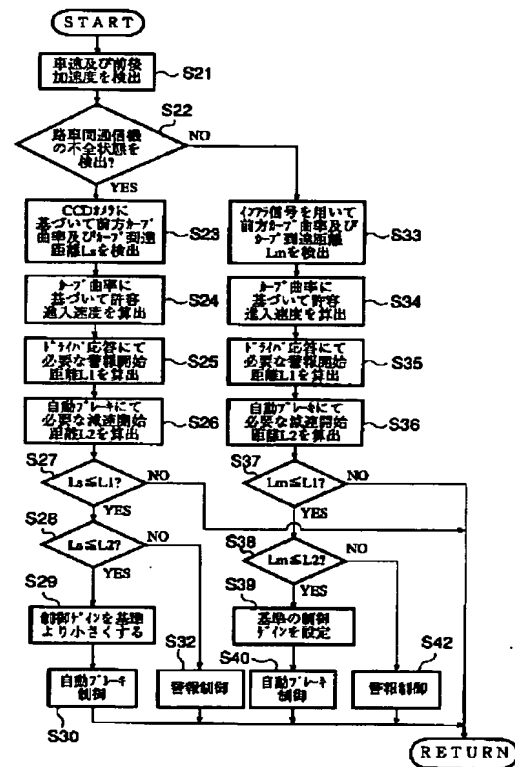 START
車速及び前後
加速度を検出
S21
S22
路車間通信機
の不全状態を
検出?
NO
YES
CCDカメラに
基づいて前方カーブ
曲率及びカーブ到達
距離Lsを検出
S23
カーブ曲率に
基づいて許容
進入速度を算出
S24
ドライバ応答にて
必要な警報開始
距離L1を算出
S25
自動ブレーキにて
必要な減速開始
距離L2を算出
S26
S27
Ls≦L1?
NO
YES
S28
Ls≦L2?
NO
YES
S29
制御ゲインを基準
より小さくする
S32
自動ブレーキ
制御
S30
警報制御
インフラ信号を用いて
前方カーブ曲率及び
カーブ到達距離
Lmを検出
S33
カーブ曲率に
基づいて許容
進入速度を算出
S34
ドライバ応答にて
必要な警報開始
距離L1を算出
S35
自動ブレーキにて
必要な減速開始
距離L2を算出
S36
S37
Lm≦L1?
NO
YES
S38
Lm≦L2?
NO
YES
S39
基準の制御
ゲインを設定
S40
自動ブレーキ
制御
S42
警報制御
RETURN